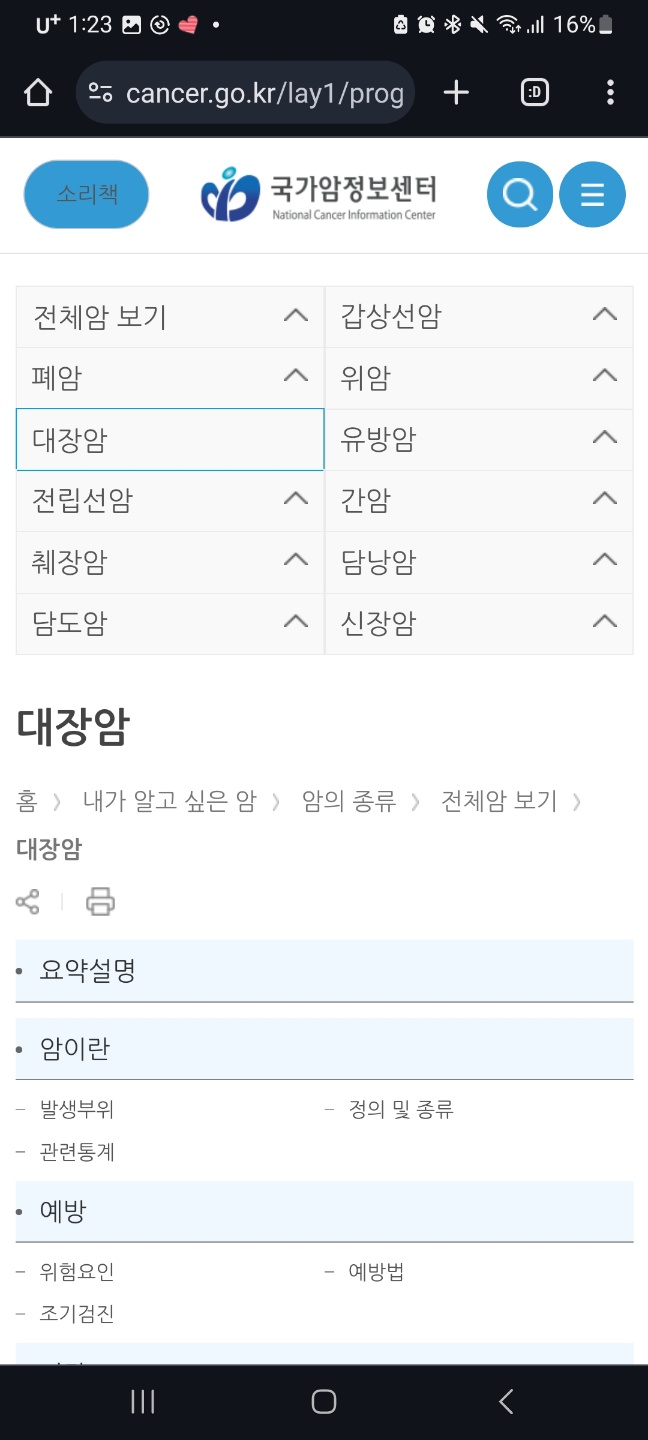 U+ 1:23 16%
cancer.go.kr/lay1/prog :D
소리책 국가암정보센터
National Cancer Information Center
전체암 보기 갑상선암
폐암 위암
대장암 유방암
전립선암 간암
췌장암 담낭암
담도암 신장암
대장암
홈 〉 내가 알고 싶은 암 〉 암의 종류 〉 전체암 보기 〉
대장암
• 요약설명
• 암이란
- 발생부위 - 정의 및 종류
- 관련통계
• 예방
- 위험요인 - 예방법
- 조기검진